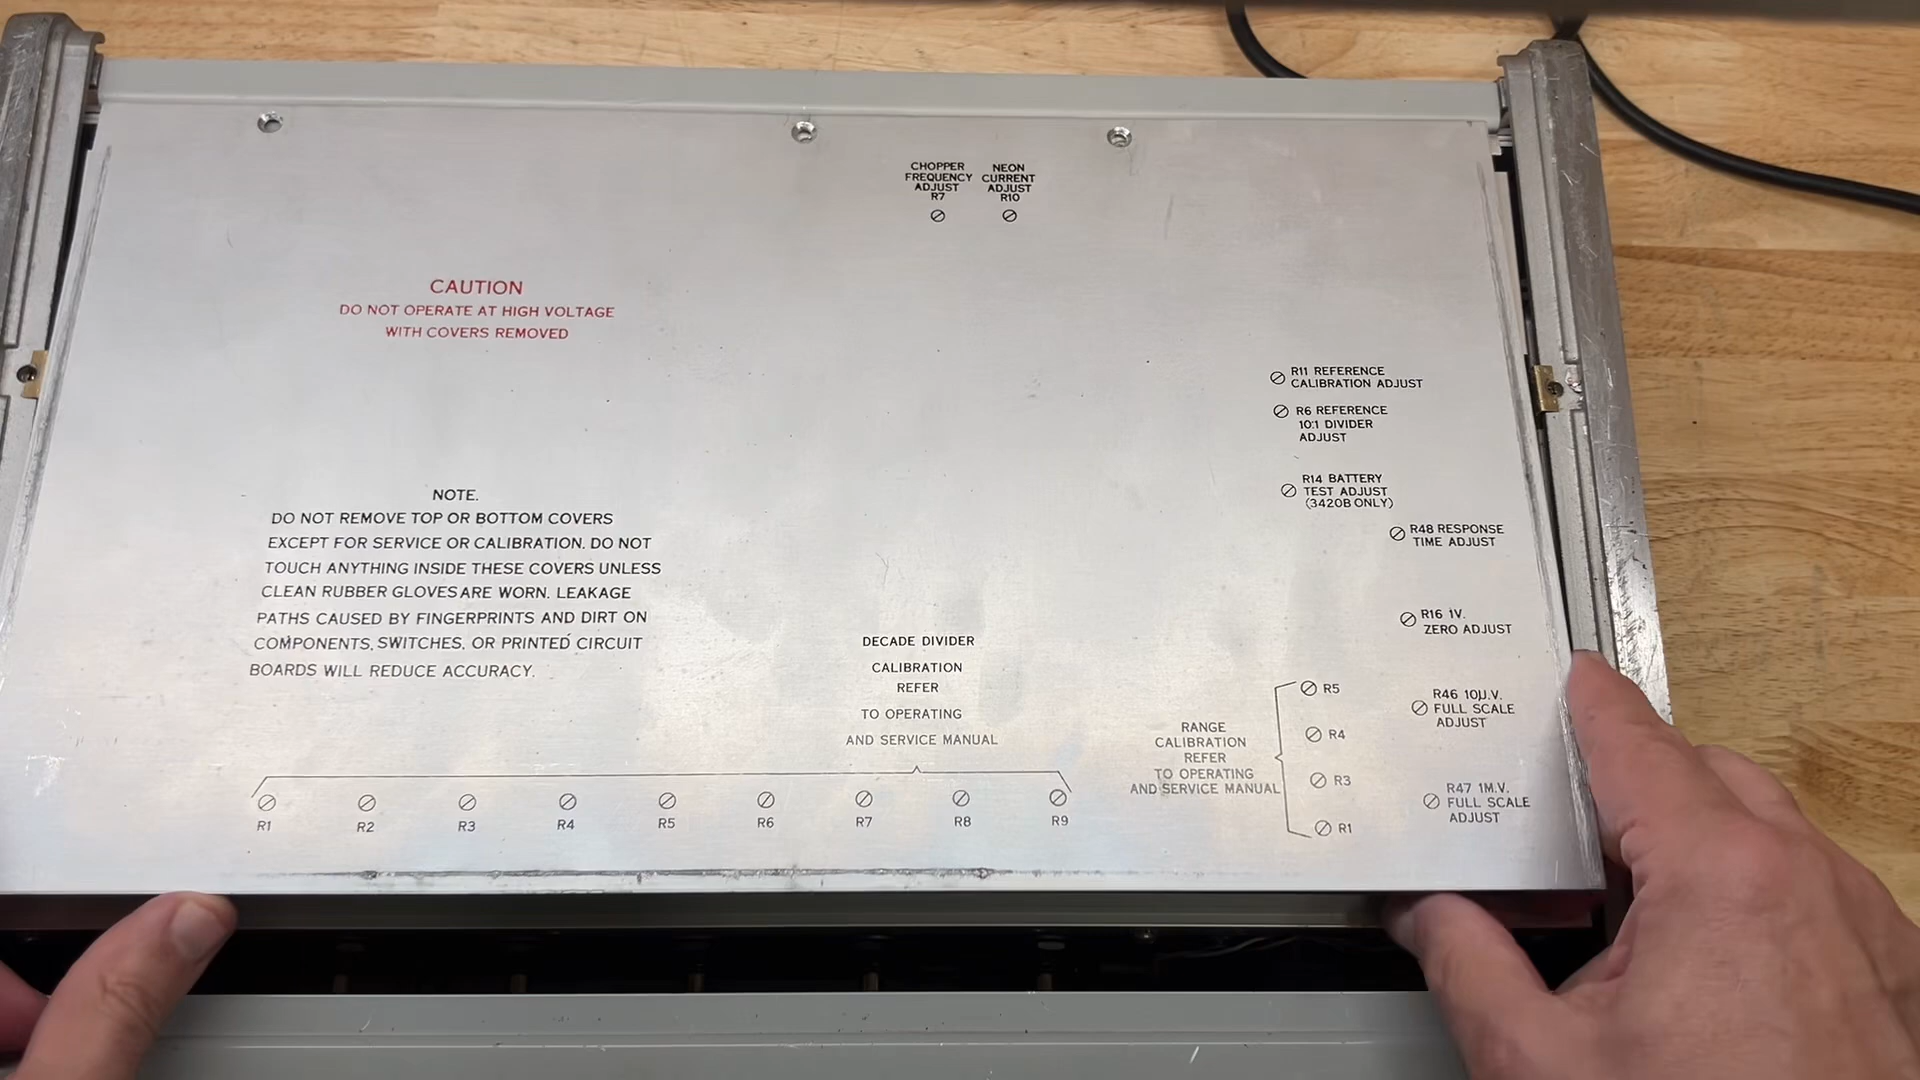 CHOPPER
FREQUENCY
ADJUST
R7
NEON
CURRENT
ADJUST
R10
CAUTION
DO NOT OPERATE AT HIGH VOLTAGE
WITH COVERS REMOVED
R11 REFERENCE
CALIBRATION ADJUST
R6 REFERENCE
10:1 DIVIDER
ADJUST
R14 BATTERY
TEST ADJUST
(3420B ONLY)
R48 RESPONSE
TIME ADJUST
NOTE.
DO NOT REMOVE TOP OR BOTTOM COVERS
EXCEPT FOR SERVICE OR CALIBRATION. DO NOT
TOUCH ANYTHING INSIDE THESE COVERS UNLESS
CLEAN RUBBER GLOVES ARE WORN. LEAKAGE
PATHS CAUSED BY FINGERPRINTS AND DIRT ON
COMPONENTS, SWITCHES, OR PRINTED CIRCUIT
BOARDS WILL REDUCE ACCURACY.
R16 1V.
ZERO ADJUST
DECADE DIVIDER
CALIBRATION
REFER
TO OPERATING
AND SERVICE MANUAL
R1
R2
R3
R4
R5
R6
R7
R8
R9
RANGE
CALIBRATION
REFER
TO OPERATING
AND SERVICE MANUAL
R5
R4
R3
R1
R46 10μ.V.
FULL SCALE
ADJUST
R47 1M.V.
FULL SCALE
ADJUST